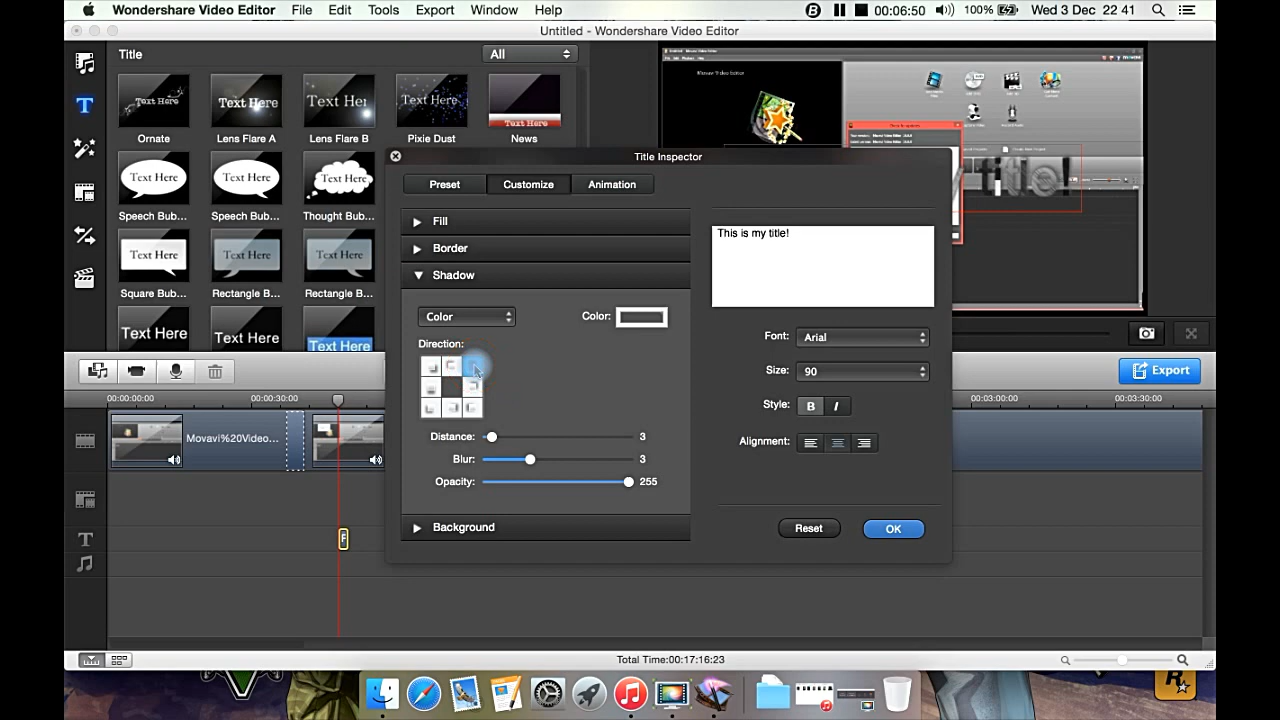 Wondershare Video Editor File Edit Tools Export Window Help 00:06:50 100% Wed 3 Dec 22 41
Untitled - Wondershare Video Editor
Title All
Text Here Text Here Text Her Text Here Text Here
Ornate Lens Flare A Lens Flare B Pixie Dust News
Movavi Video Editor
Title Inspector
Preset Customize Animation
Text Here Text Here Text Here
Speech Bub... Speech Bub... Thought Bub...
y title!
Fill
This is my title!
Border
Text Here Text Here Text Here
Shadow
Square Bub... Rectangle B... Rectangle B...
Color Color:
Text Here Text Here Text Here
Font: Arial
Direction:
Size: 90
Export
00:00:00:00 00:00:30:00 00:03:00:00 00:03:30:00
Style: B I
Movavi%20Video...
Distance: 3
Alignment:
Blur: 3
Opacity: 255
Background
Reset OK
T
Total Time:00:17:16:23
R